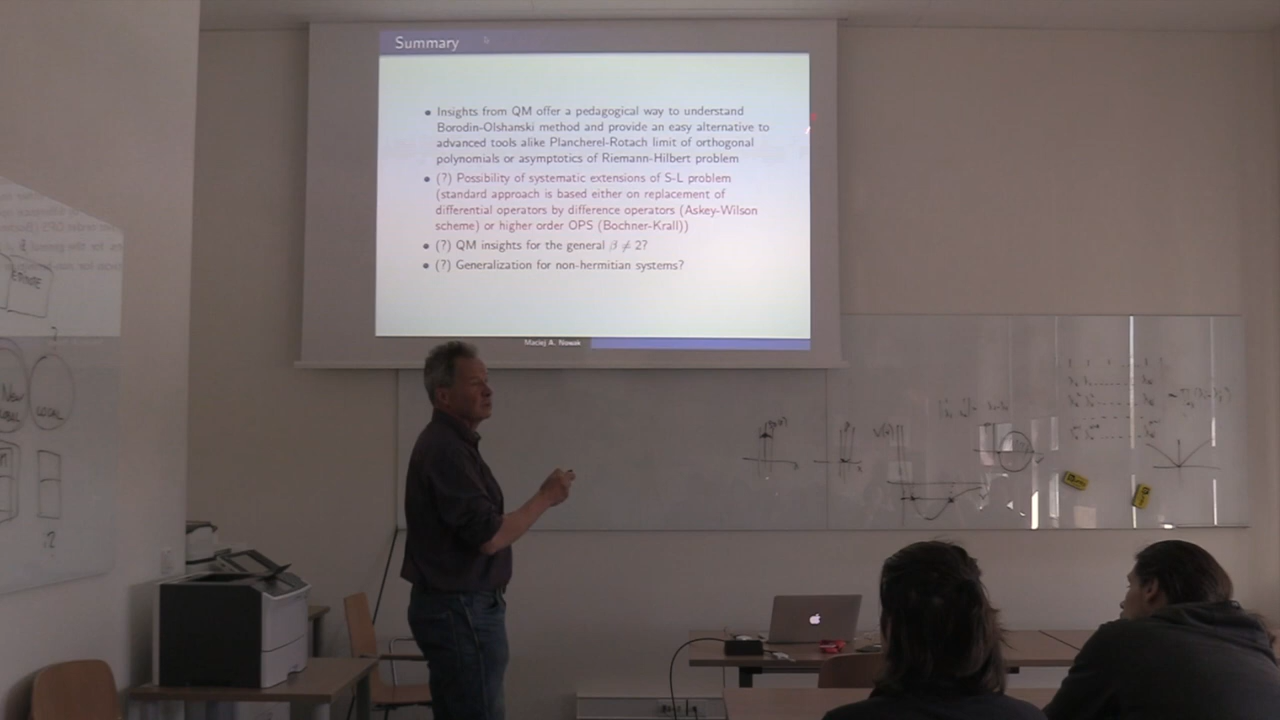 Summary
• Insights from QM offer a pedagogical way to understand
Borodin-Olshanski method and provide an easy alternative to
advanced tools alike Plancherel-Rotach limit of orthogonal
polynomials or asymptotics of Riemann-Hilbert problem
• (?) Possibility of systematic extensions of S-L problem
(standard approach is based either on replacement of
differential operators by difference operators (Askey-Wilson
scheme) or higher order OPS (Bochner-Krall))
• (?) QM insights for the general β ≠ 2?
• (?) Generalization for non-hermitian systems?
Maciej A. Nowak